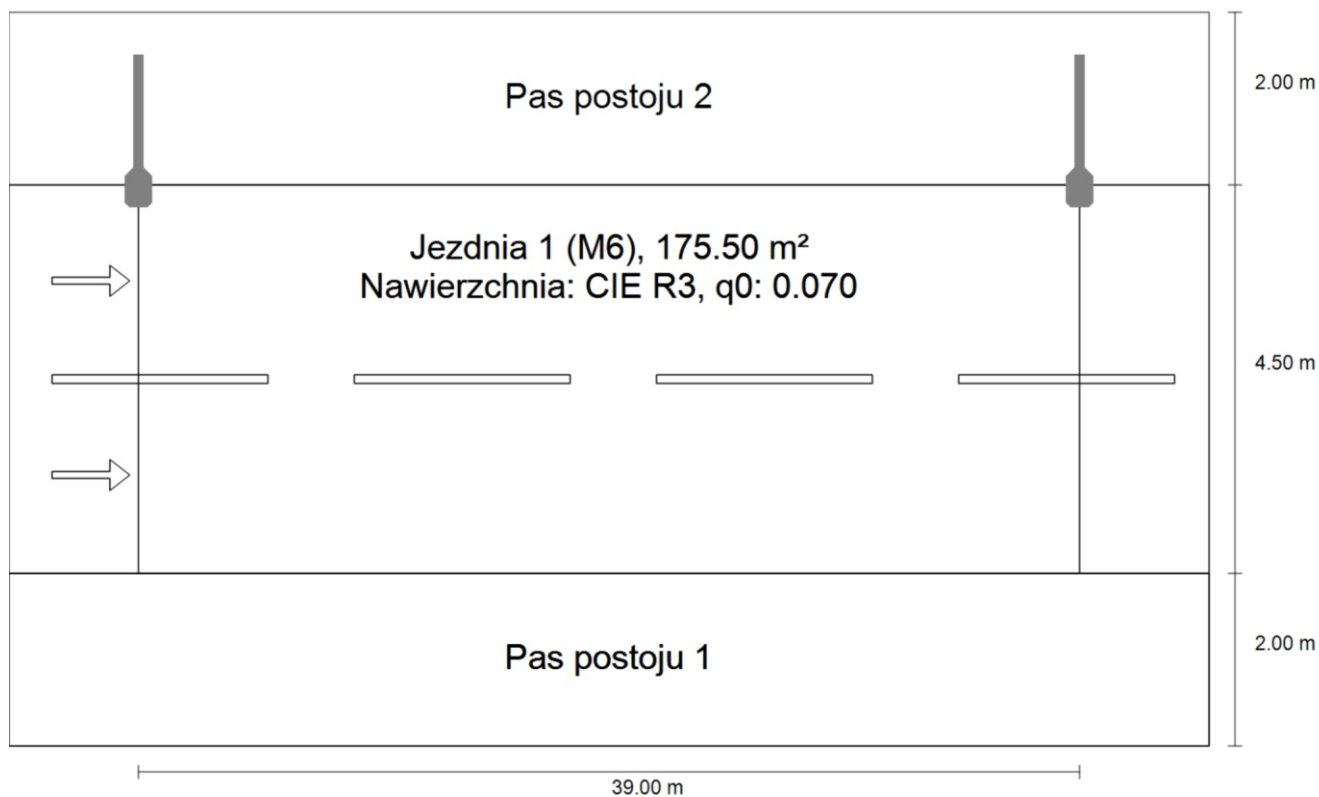 Pas postoju 2
2.00 m
Jezdnia 1 (M6), 175.50 m²
Nawierzchnia: CIE R3, q0: 0.070
4.50 m
Pas postoju 1
2.00 m
39.00 m